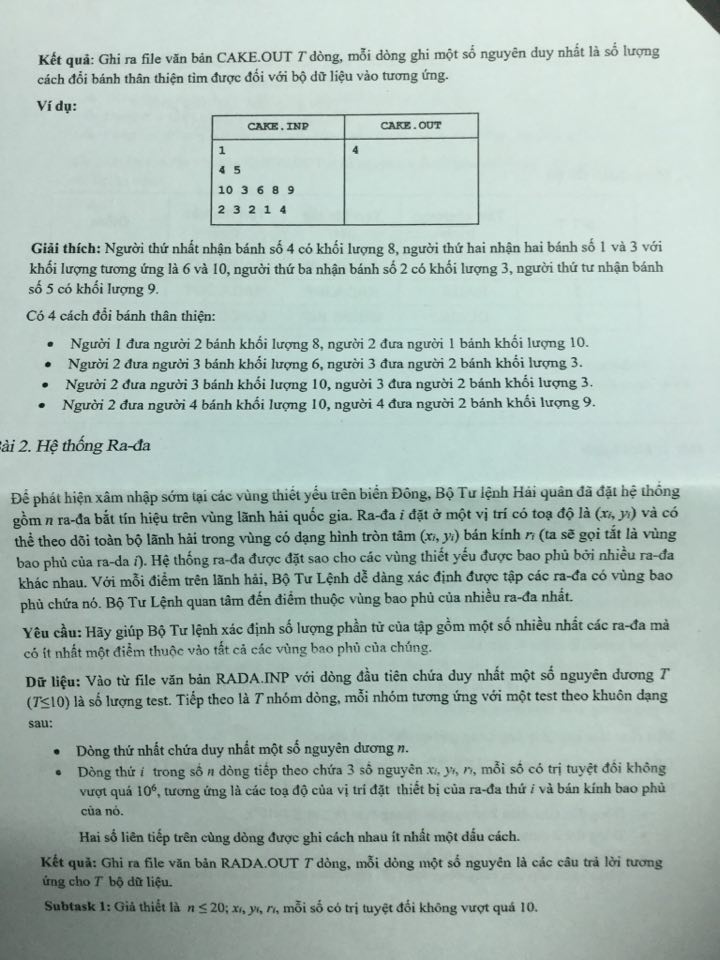 Kết quả: Ghi ra file văn bản CAKE.OUT T dòng, mỗi dòng ghi một số nguyên duy nhất là số lượng
cách đổi bánh thân thiện tìm được đối với bộ dữ liệu vào tương ứng.
Ví dụ:
CAKE.INP CAKE.OUT
1 4
4 5
10 3 6 8 9
2 3 2 1 4
Giải thích: Người thứ nhất nhận bánh số 4 có khối lượng 8, người thứ hai nhận hai bánh số 1 và 3 với
khối lượng tương ứng là 6 và 10, người thứ ba nhận bánh số 2 có khối lượng 3, người thứ tư nhận bánh
số 5 có khối lượng 9.
Có 4 cách đổi bánh thân thiện:
• Người 1 đưa người 2 bánh khối lượng 8, người 2 đưa người 1 bánh khối lượng 10.
• Người 2 đưa người 3 bánh khối lượng 6, người 3 đưa người 2 bánh khối lượng 3.
• Người 2 đưa người 3 bánh khối lượng 10, người 3 đưa người 2 bánh khối lượng 3.
• Người 2 đưa người 4 bánh khối lượng 10, người 4 đưa người 2 bánh khối lượng 9.
Bài 2. Hệ thống Ra-đa
Để phát hiện xâm nhập sớm tại các vùng thiết yếu trên biển Đông, Bộ Tư lệnh Hải quân đã đặt hệ thống
gồm n ra-đa bắt tín hiệu trên vùng lãnh hải quốc gia. Ra-đa i đặt ở một vị trí có toạ độ là (xᵢ, yᵢ) và có
thể theo dõi toàn bộ lãnh hải trong vùng có dạng hình tròn tâm (xᵢ, yᵢ) bán kính rᵢ (ta sẽ gọi tắt là vùng
bao phủ của ra-da i). Hệ thống ra-đa được đặt sao cho các vùng thiết yếu được bao phủ bởi nhiều ra-đa
khác nhau. Với mỗi điểm trên lãnh hải, Bộ Tư Lệnh dễ dàng xác định được tập các ra-đa có vùng bao
phủ chứa nó. Bộ Tư Lệnh quan tâm đến điểm thuộc vùng bao phủ của nhiều ra-đa nhất.
Yêu cầu: Hãy giúp Bộ Tư lệnh xác định số lượng phần tử của tập gồm một số nhiều nhất các ra-đa mà
có ít nhất một điểm thuộc vào tất cả các vùng bao phủ của chúng.
Dữ liệu: Vào từ file văn bản RADA.INP với dòng đầu tiên chứa duy nhất một số nguyên dương T
(T≤10) là số lượng test. Tiếp theo là T nhóm dòng, mỗi nhóm tương ứng với một test theo khuôn dạng
sau:
• Dòng thứ nhất chứa duy nhất một số nguyên dương n.
• Dòng thứ i trong số n dòng tiếp theo chứa 3 số nguyên xᵢ, yᵢ, rᵢ, mỗi số có trị tuyệt đối không
vượt quá 10⁶, tương ứng là các toạ độ của vị trí đặt thiết bị của ra-đa thứ i và bán kính bao phủ
của nó.
Hai số liên tiếp trên cùng dòng được ghi cách nhau ít nhất một dấu cách.
Kết quả: Ghi ra file văn bản RADA.OUT T dòng, mỗi dòng một số nguyên là các câu trả lời tương
ứng cho T bộ dữ liệu.
Subtask 1: Giả thiết là n ≤ 20; xᵢ, yᵢ, rᵢ, mỗi số có trị tuyệt đối không vượt quá 10.